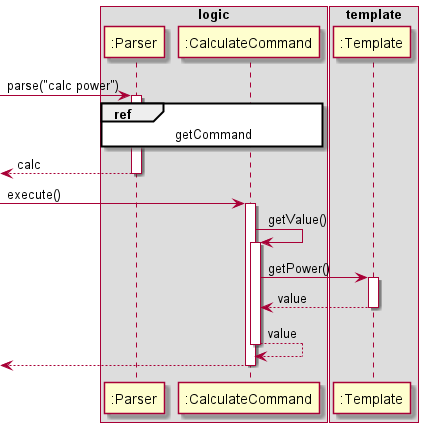 logic
template
:Parser
:CalculateCommand
:Template
parse("calc power")
ref
getCommand
calc
execute()
getValue()
getPower()
value
value
:Parser
:CalculateCommand
:Template